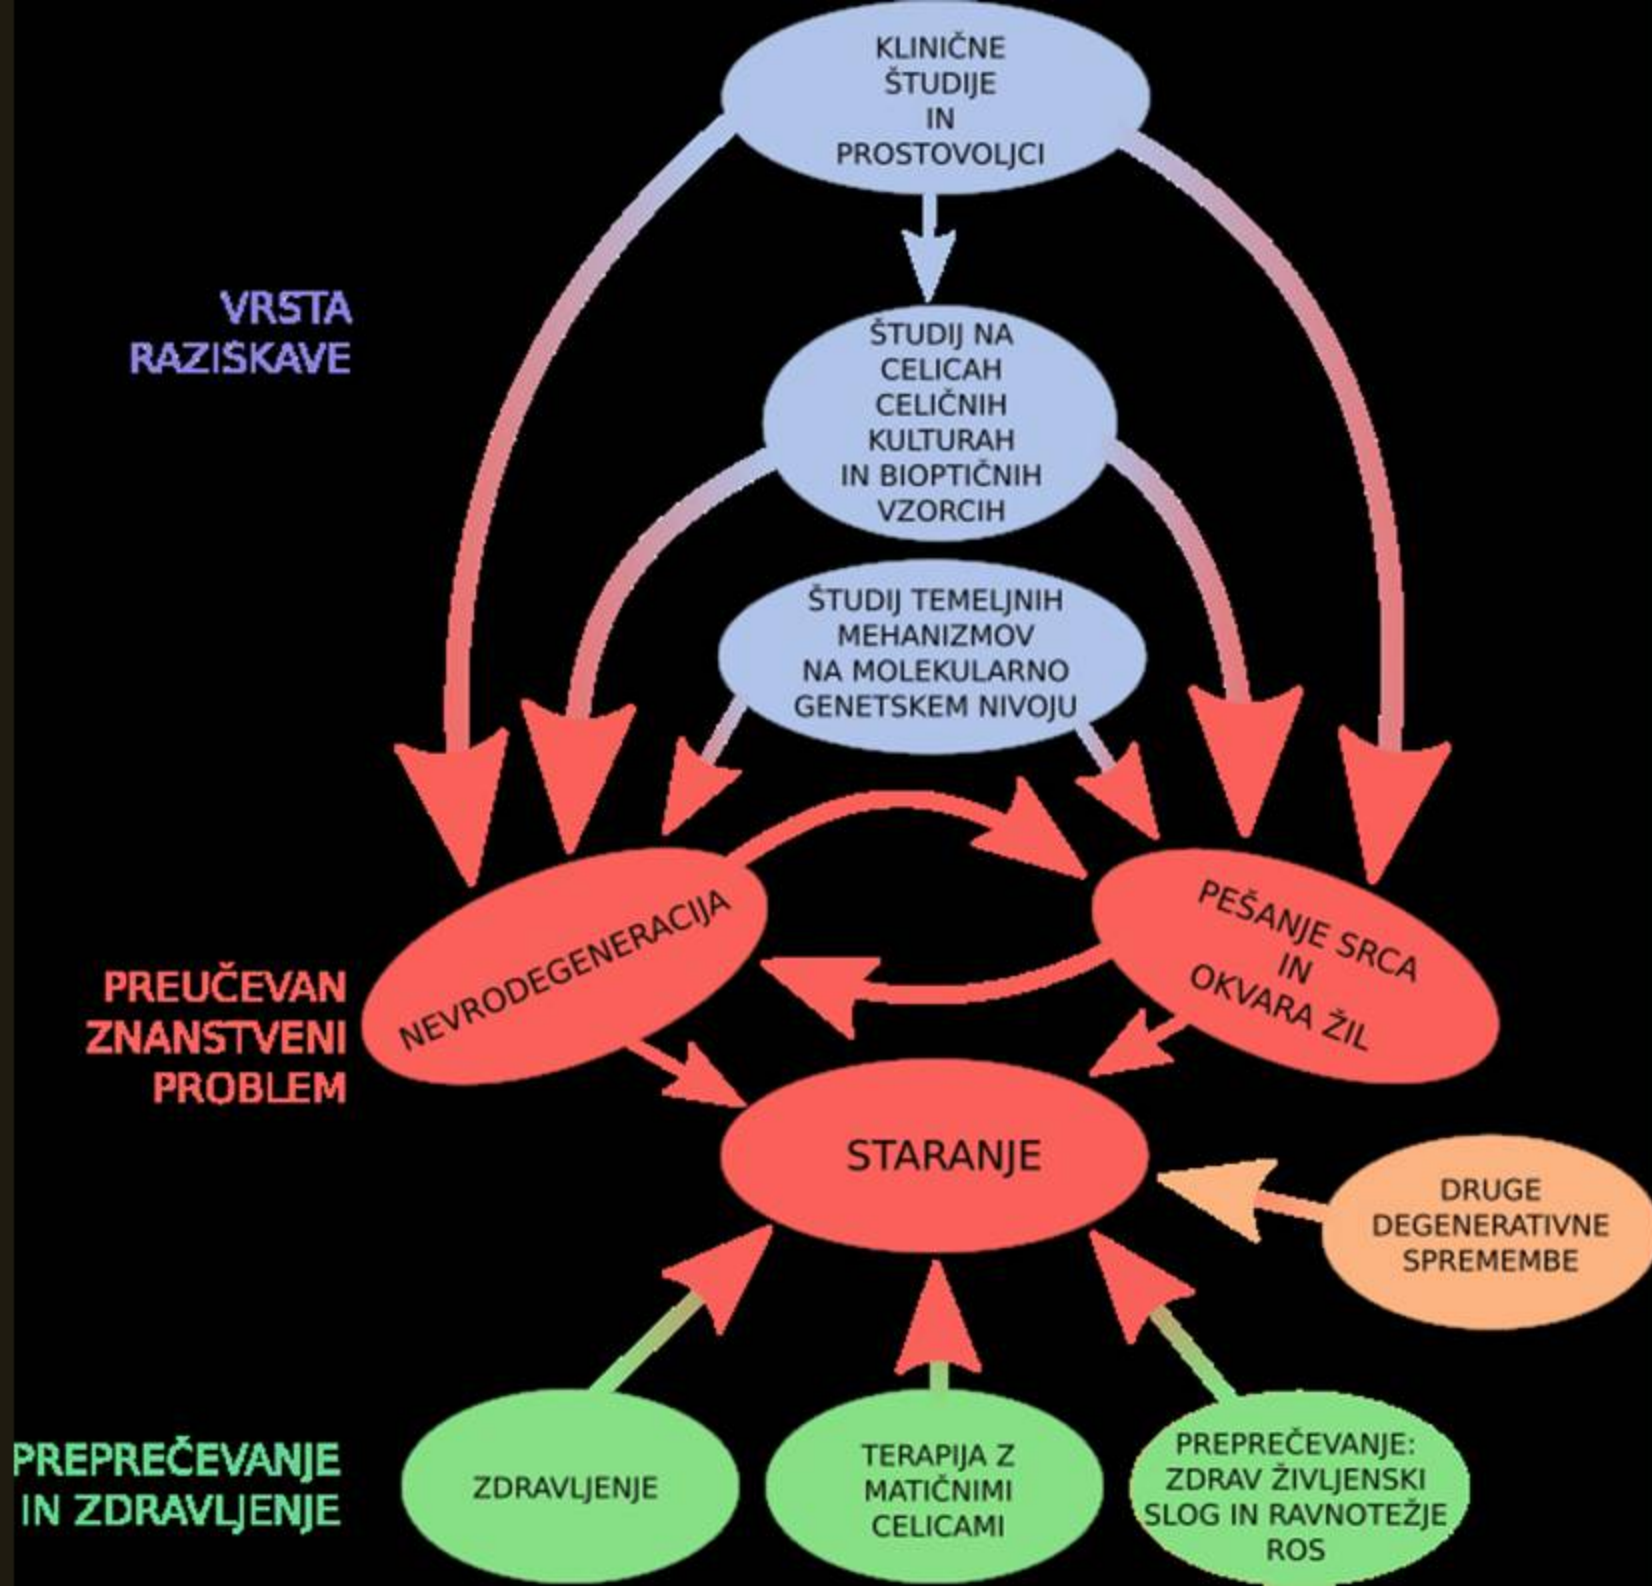 KLINIČNE
ŠTUDIJE
IN
PROSTOVOLJCI
VRSTA
RAZISKAVE
ŠTUDIJ NA
CELICAH
CELIČNIH
KULTURAH
IN BIOPTIČNIH
VZORCIH
ŠTUDIJ TEMELJNIH
MEHANIZMOV
NA MOLEKULARNO
GENETSKEM NIVOJU
PREUČEVAN
ZNANSTVENI
PROBLEM
NEVRODEGENERACIJA
PEŠANJE SRCA
IN
OKVARA ŽIL
STARANJE
DRUGE
DEGENERATIVNE
SPREMEMBE
PREPREČEVANJE
IN ZDRAVLJENJE
ZDRAVLJENJE
TERAPIJA Z
MATIČNIMI
CELICAMI
PREPREČEVANJE:
ZDRAV ŽIVLJENSKI
SLOG IN RAVNOTEŽJE
ROS